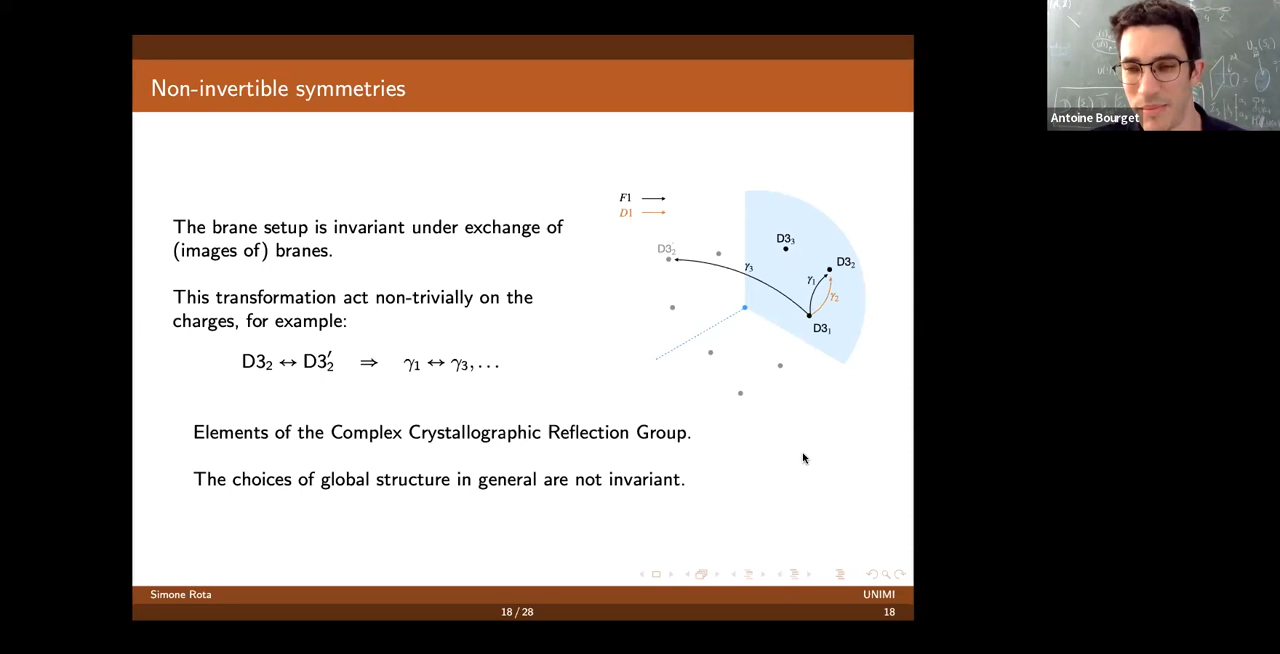 Non-invertible symmetries
The brane setup is invariant under exchange of
(images of) branes.
This transformation act non-trivially on the
charges, for example:
D3₂ ↔ D3′₂ ⇒ γ₁ ↔ γ₃, . . .
F1
D1
D3₃
D3′₂
D3₂
γ₃
γ₁
γ₂
D3₁
Elements of the Complex Crystallographic Reflection Group.
The choices of global structure in general are not invariant.
Simone Rota
UNIMI
18 / 28
18
Antoine Bourget